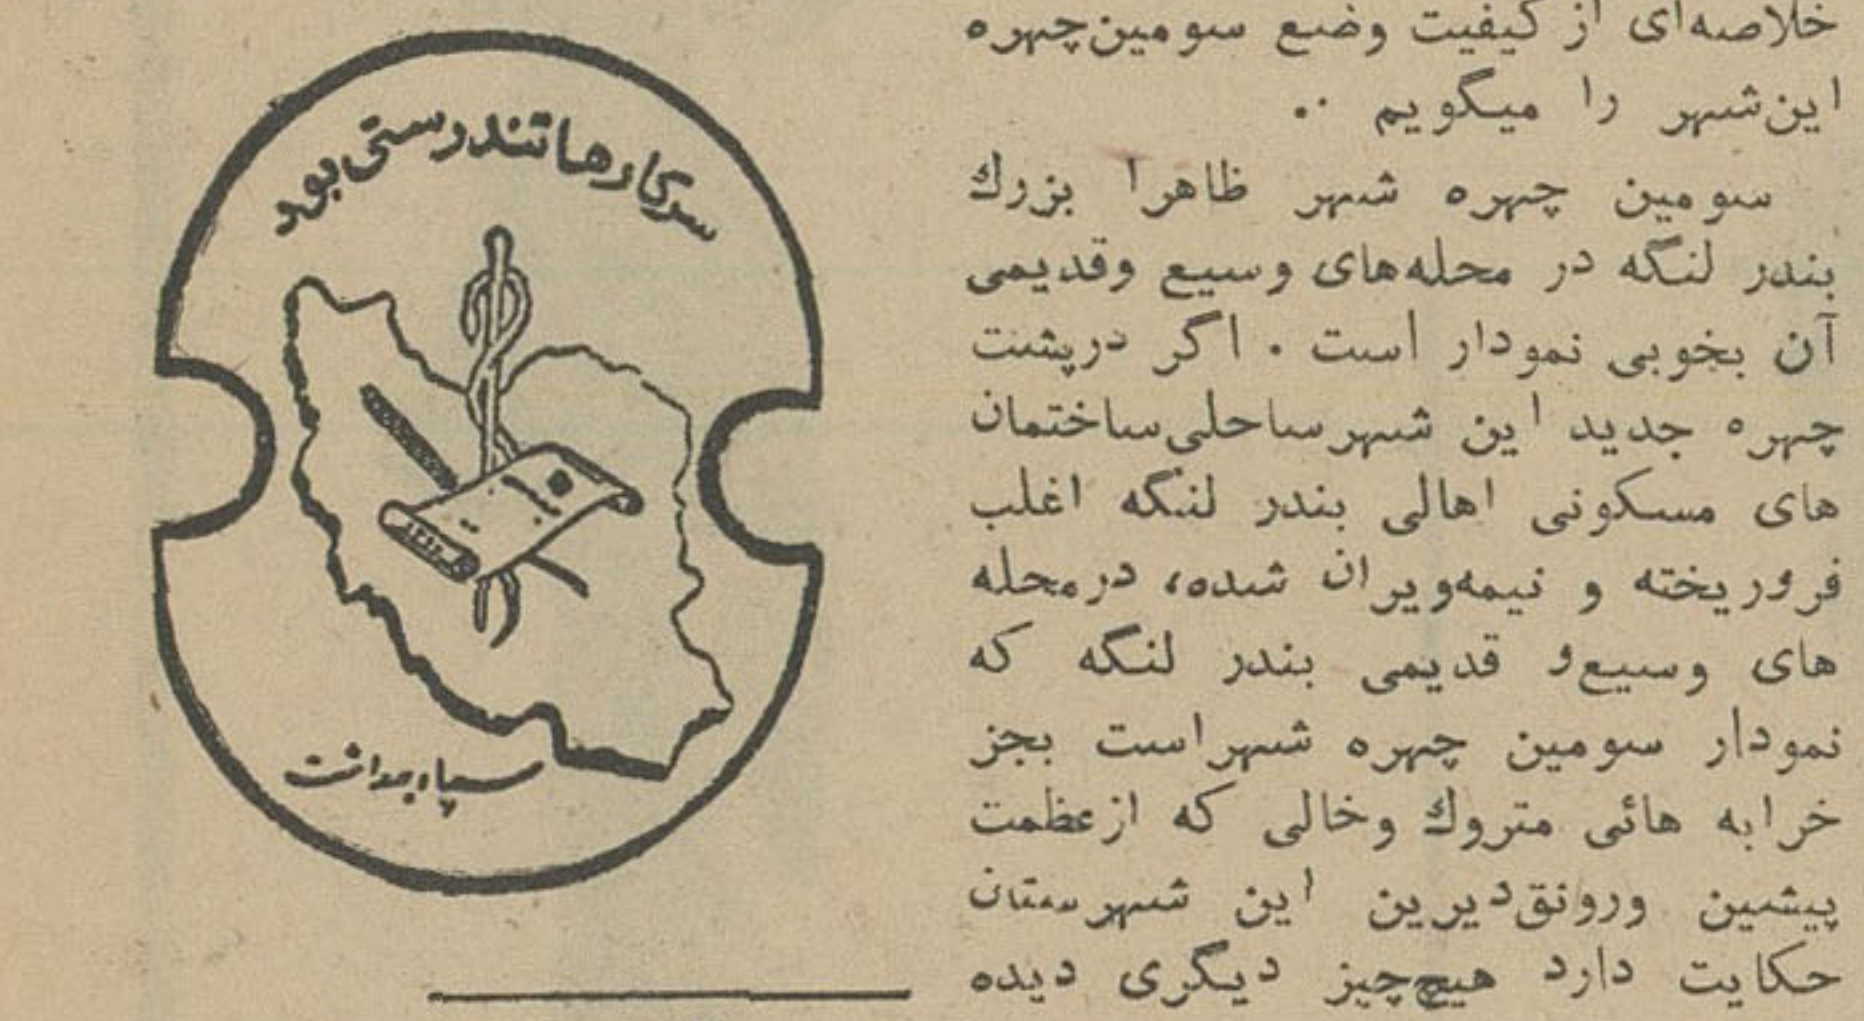 خلاصه‌ای از کیفیت وضع سومین‌چهره
این‌شهر را میگویم ..
سومین چهره شهر ظاهرا بزرك
بندر لنگه در محله‌های وسیع وقدیمی
آن بخوبی نمودار است . اگر درپشت
چهره جدید این شهرساحلی‌ساختمان
های مسکونی اهالی بندر لنگه اغلب
فروریخته و نیمه‌ویران شده، درمحله
های وسیع‌و قدیمی بندر لنگه که
نمودار سومین چهره شهراست بجز
خرابه هائی متروك وخالی که ازعظمت
پیشین ورونق‌دیرین این شهرستان
حکایت دارد هیچ‌چیز دیگری دیده
سرکارها تندرستی بود
سپاه بهداشت